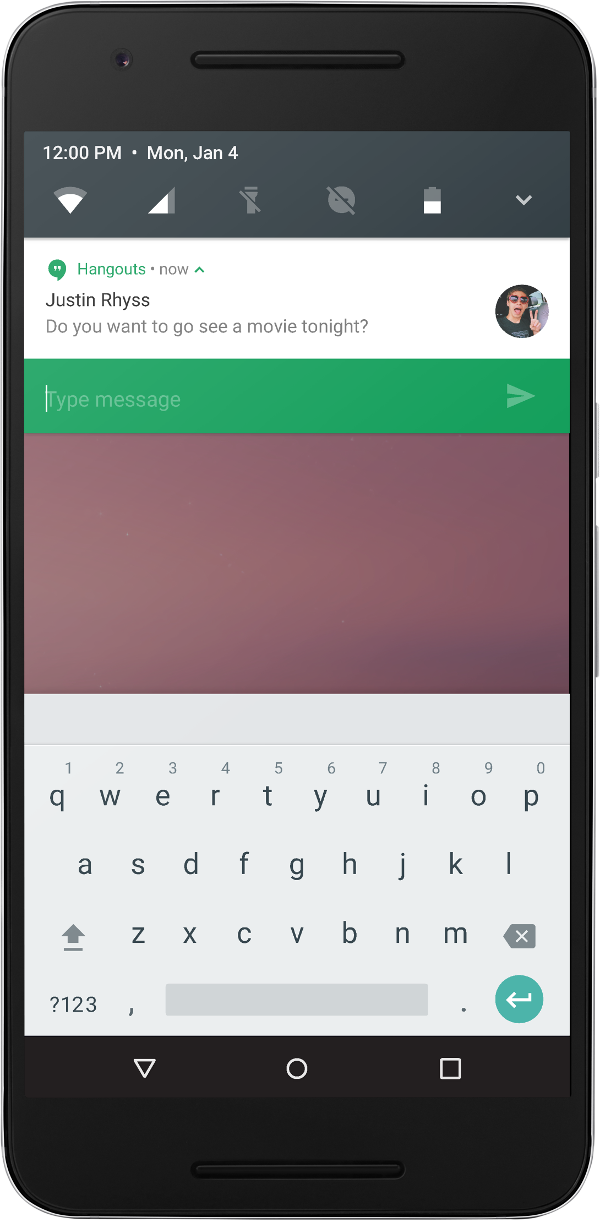 12:00 PM • Mon, Jan 4
Hangouts • now
Justin Rhyss
Do you want to go see a movie tonight?
Type message
1 2 3 4 5 6 7 8 9 0
q w e r t y u i o p
a s d f g h j k l
z x c v b n m
?123 , .